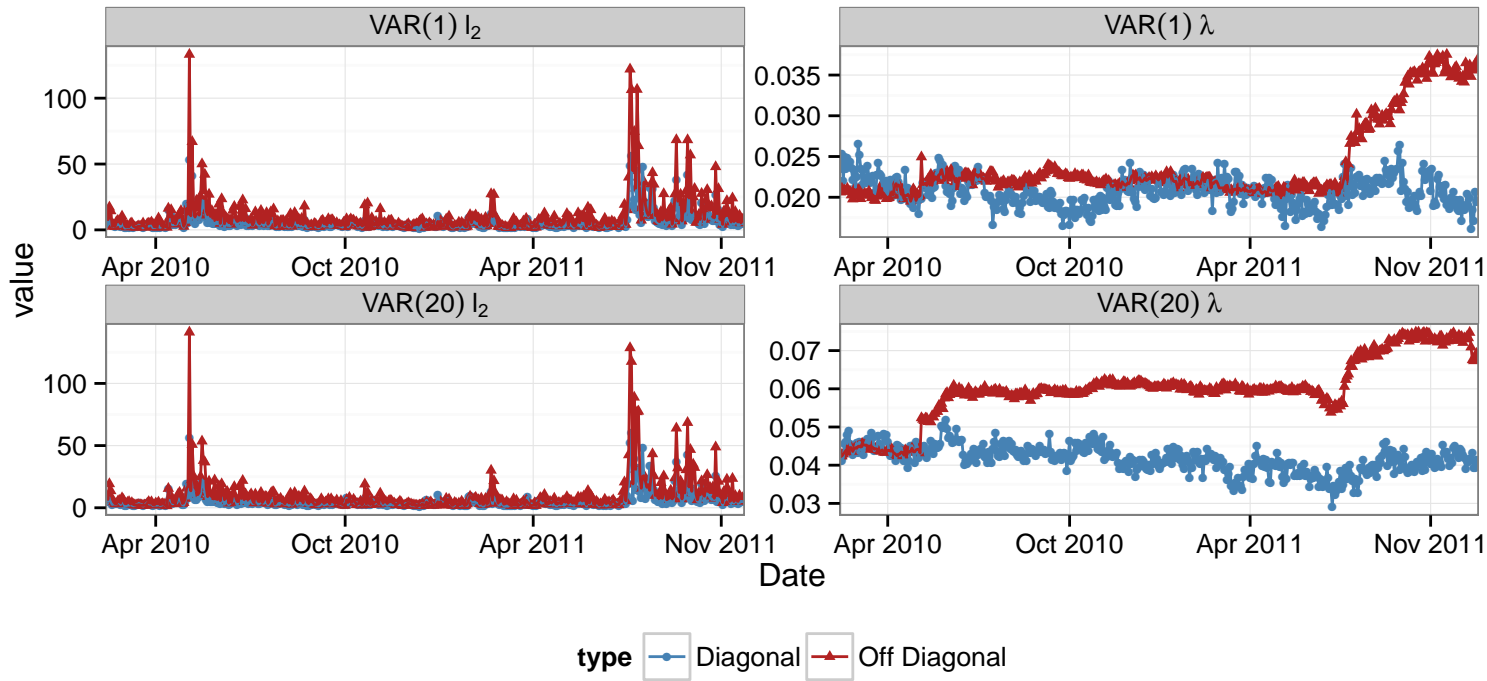 VAR(1) l₂
VAR(1) λ
100
50
0
0.035
0.030
0.025
0.020
Apr 2010 Oct 2010 Apr 2011 Nov 2011
Apr 2010 Oct 2010 Apr 2011 Nov 2011
value
VAR(20) l₂
VAR(20) λ
100
50
0
0.07
0.06
0.05
0.04
0.03
Apr 2010 Oct 2010 Apr 2011 Nov 2011
Apr 2010 Oct 2010 Apr 2011 Nov 2011
Date
type Diagonal Off Diagonal